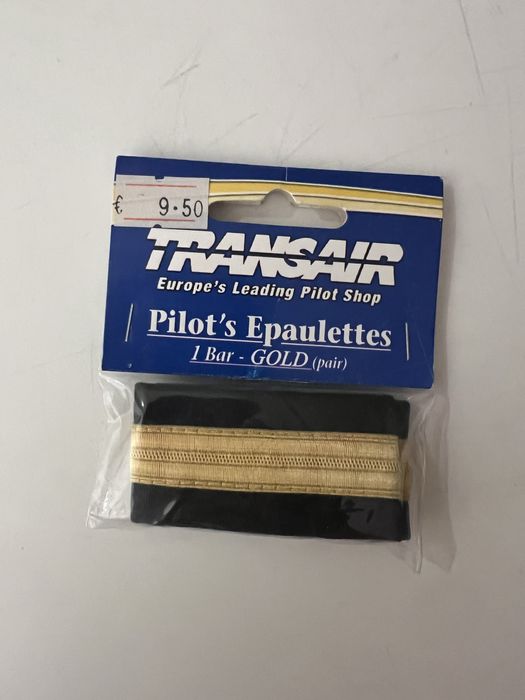 € 9.50
TRANSAIR
Europe's Leading Pilot Shop
Pilot's Epaulettes
1 Bar - GOLD (pair)